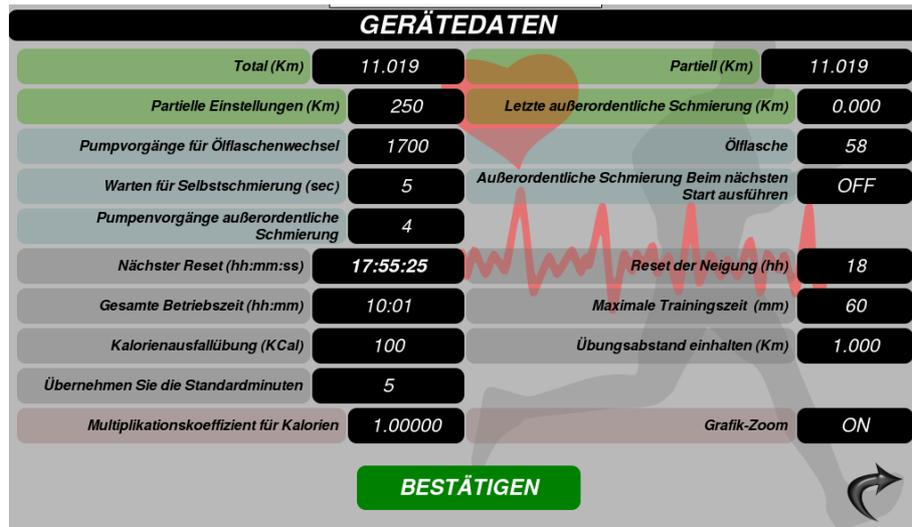 GERÄTEDATEN
Total (Km) 11.019 Partiell (Km) 11.019
Partielle Einstellungen (Km) 250 Letzte außerordentliche Schmierung (Km) 0.000
Pumpvorgänge für Ölflaschenwechsel 1700 Ölflasche 58
Warten für Selbstschmierung (sec) 5 Außerordentliche Schmierung Beim nächsten
Start ausführen OFF
Pumpenvorgänge außerordentliche
Schmierung 4
Nächster Reset (hh:mm:ss) 17:55:25 Reset der Neigung (hh) 18
Gesamte Betriebszeit (hh:mm) 10:01 Maximale Trainingszeit (mm) 60
Kalorienausfallübung (KCal) 100 Übungsabstand einhalten (Km) 1.000
Übernehmen Sie die Standardminuten 5
Multiplikationskoeffizient für Kalorien 1.00000 Grafik-Zoom ON
BESTÄTIGEN